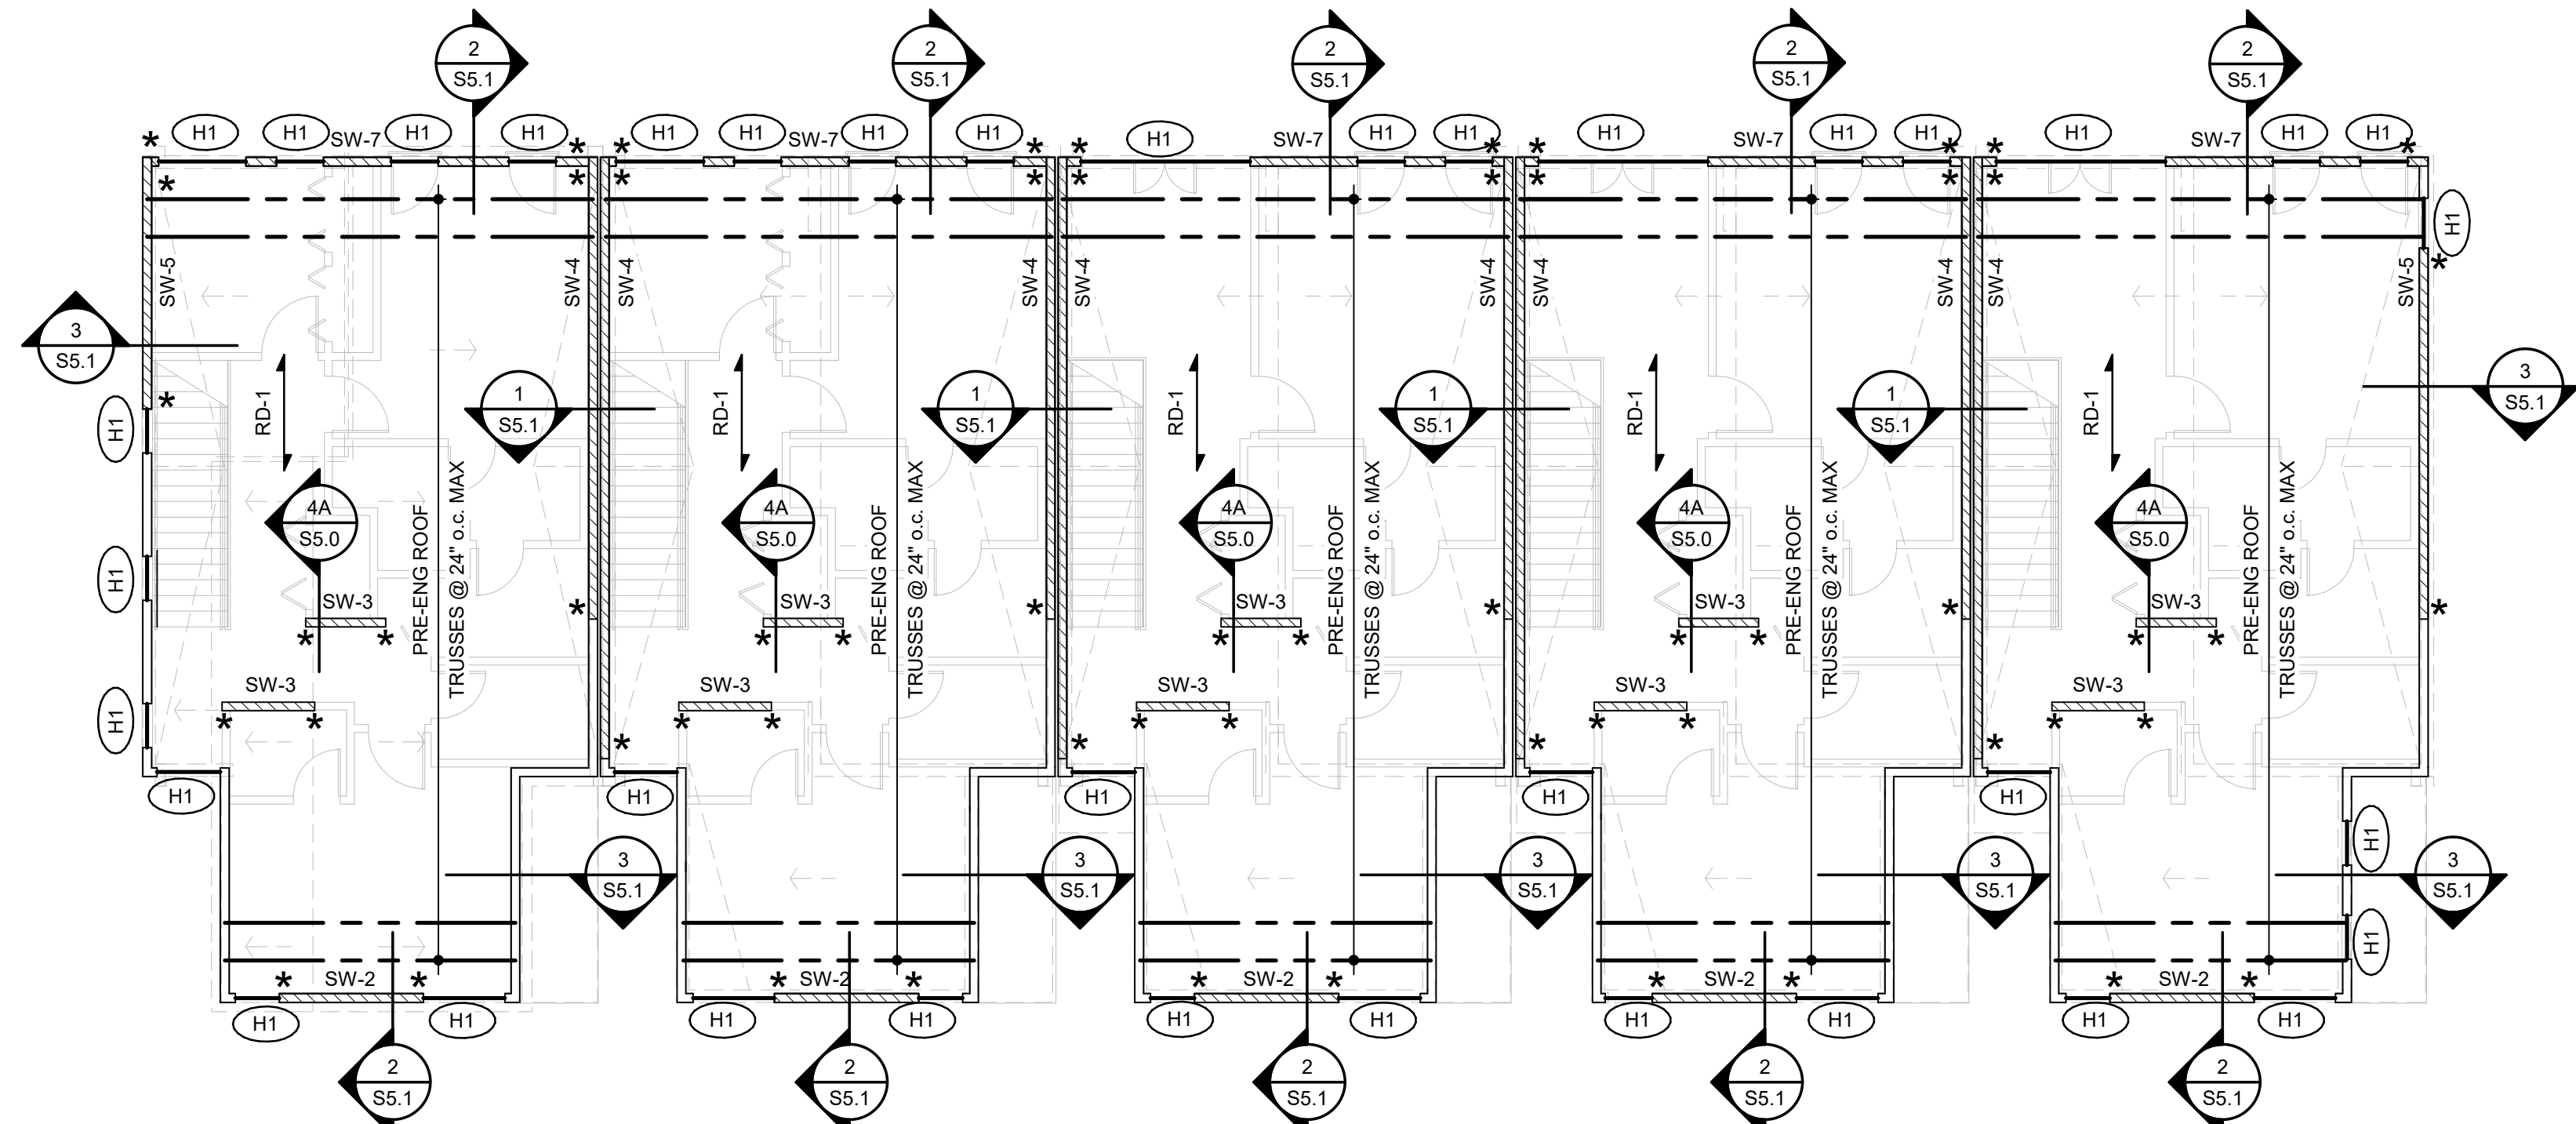 2
S5.1
2
S5.1
2
S5.1
2
S5.1
2
S5.1
* H1 H1 SW-7 H1 H1 *
* H1 H1 SW-7 H1 H1 *
* H1 SW-7 H1 H1 *
* H1 SW-7 H1 H1 *
* H1 SW-7 H1 H1 *
* * * * * * * * *
H1
*
SW-5
SW-4
SW-4
SW-4
SW-4
SW-4
SW-4
SW-4
SW-4
SW-5
3
S5.1
3
S5.1
*
RD-1
RD-1
RD-1
RD-1
RD-1
1
S5.1
1
S5.1
1
S5.1
1
S5.1
H1
4A
S5.0
4A
S5.0
4A
S5.0
4A
S5.0
4A
S5.0
PRE-ENG ROOF
TRUSSES @ 24" o.c. MAX
PRE-ENG ROOF
TRUSSES @ 24" o.c. MAX
PRE-ENG ROOF
TRUSSES @ 24" o.c. MAX
PRE-ENG ROOF
TRUSSES @ 24" o.c. MAX
PRE-ENG ROOF
TRUSSES @ 24" o.c. MAX
H1
SW-3 SW-3 SW-3 SW-3 SW-3
* * * * *
* * * * * * * * * *
H1
SW-3 SW-3 SW-3 SW-3 SW-3
* * * * * * * * * *
* * * *
H1 H1 H1 H1 H1
H1
3
S5.1
3
S5.1
3
S5.1
3
S5.1
3
S5.1
H1
* SW-2 *
* SW-2 *
* SW-2 *
* SW-2 *
* SW-2 *
H1 H1 H1 H1 H1 H1 H1 H1 H1 H1
2
S5.1
2
S5.1
2
S5.1
2
S5.1
2
S5.1